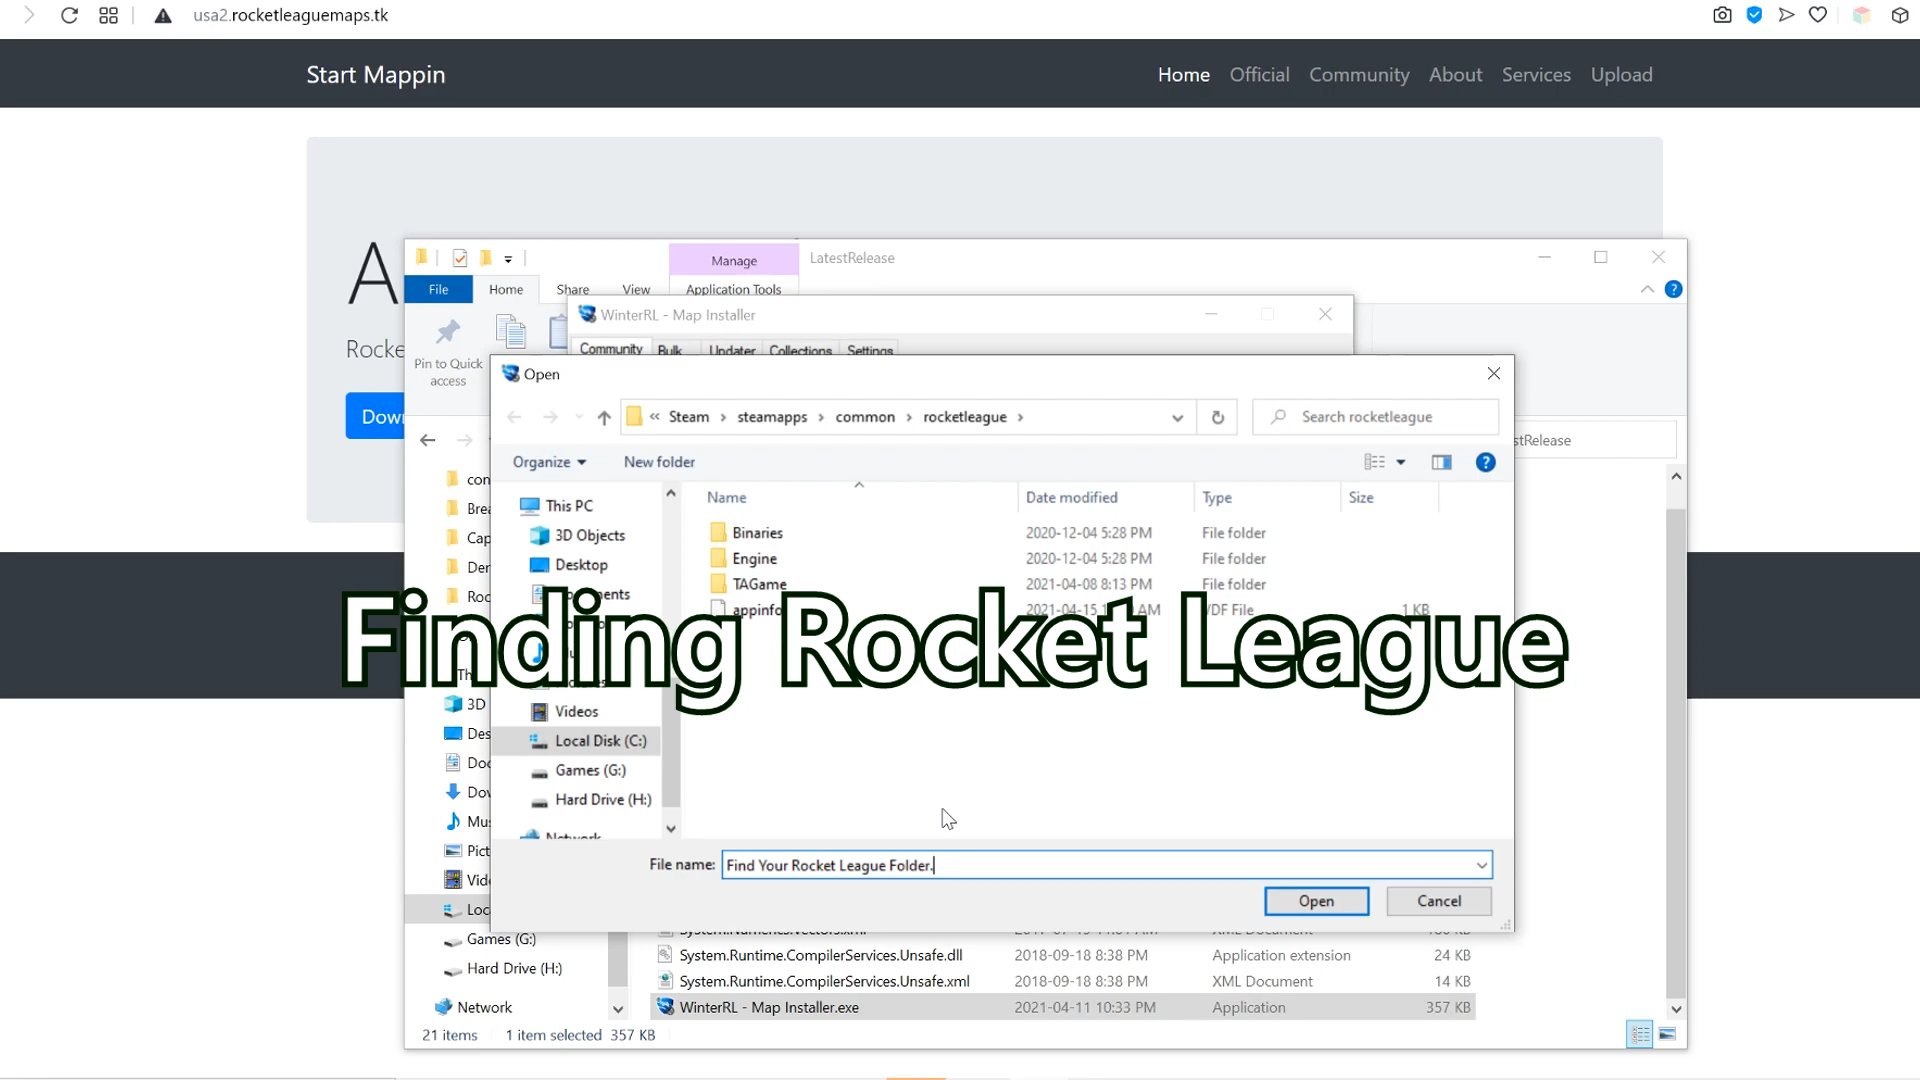 usa2.rocketleaguemaps.tk
Start Mappin
Home Official Community About Services Upload
Manage LatestRelease
File Home Share View Application Tools
WinterRL - Map Installer
Pin to Quick access
Community Bulk Updater Collections Settings
Open
« Steam › steamapps › common › rocketleague ›
Search rocketleague
Organize New folder
Name Date modified Type Size
This PC
3D Objects
Desktop
Videos
Local Disk (C:)
Games (G:)
Hard Drive (H:)
Network
Binaries 2020-12-04 5:28 PM File folder
Engine 2020-12-04 5:28 PM File folder
TAGame 2021-04-08 8:13 PM File folder
appinfo 1 KB
Finding Rocket League
File name: Find Your Rocket League Folder.
Open Cancel
Games (G:)
Hard Drive (H:)
Network
System.Runtime.CompilerServices.Unsafe.dll 2018-09-18 8:38 PM Application extension 24 KB
System.Runtime.CompilerServices.Unsafe.xml 2018-09-18 8:38 PM XML Document 14 KB
WinterRL - Map Installer.exe 2021-04-11 10:33 PM Application 357 KB
21 items 1 item selected 357 KB